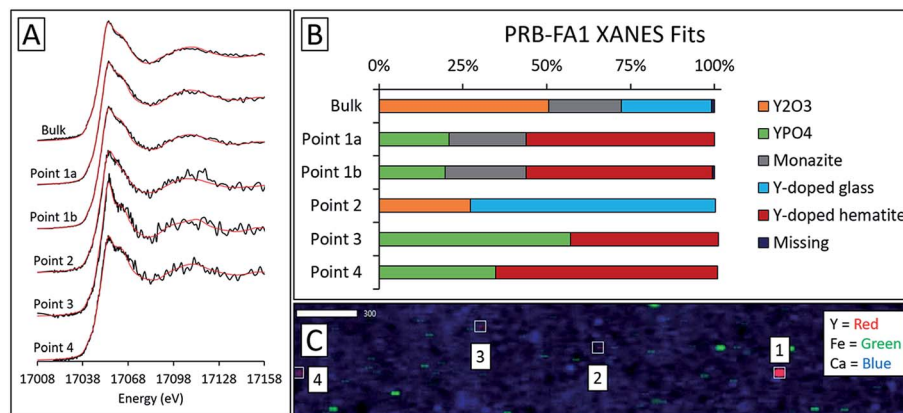 A
Bulk
Point 1a
Point 1b
Point 2
Point 3
Point 4
17008 17038 17068 17098 17128 17158
Energy (eV)
B
PRB-FA1 XANES Fits
0% 25% 50% 75% 100%
Bulk
Point 1a
Point 1b
Point 2
Point 3
Point 4
Y2O3
YPO4
Monazite
Y-doped glass
Y-doped hematite
Missing
300
C
4
3
2
1
Y = Red
Fe = Green
Ca = Blue